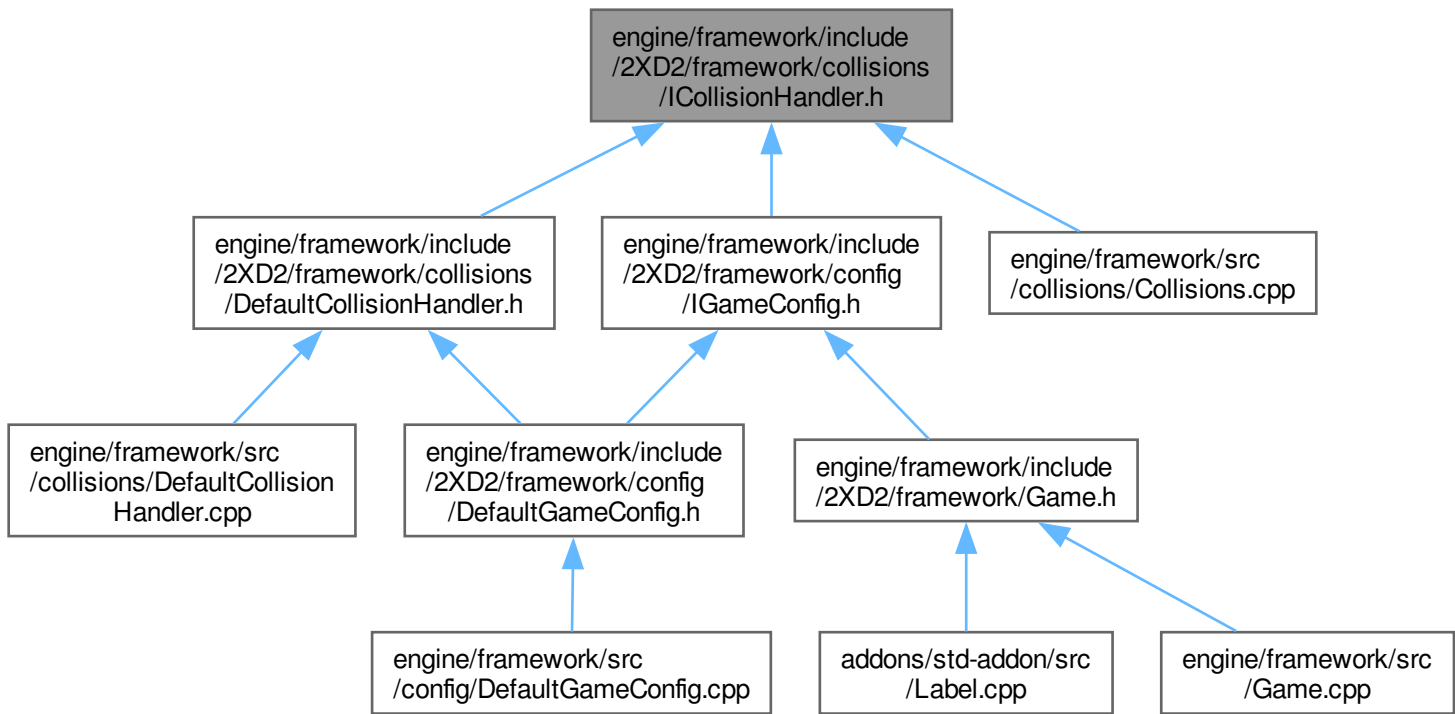 engine/framework/include
/2XD2/framework/collisions
/ICollisionHandler.h
engine/framework/include
/2XD2/framework/collisions
/DefaultCollisionHandler.h
engine/framework/include
/2XD2/framework/config
/IGameConfig.h
engine/framework/src
/collisions/Collisions.cpp
engine/framework/src
/collisions/DefaultCollision
Handler.cpp
engine/framework/include
/2XD2/framework/config
/DefaultGameConfig.h
engine/framework/include
/2XD2/framework/Game.h
engine/framework/src
/config/DefaultGameConfig.cpp
addons/std-addon/src
/Label.cpp
engine/framework/src
/Game.cpp